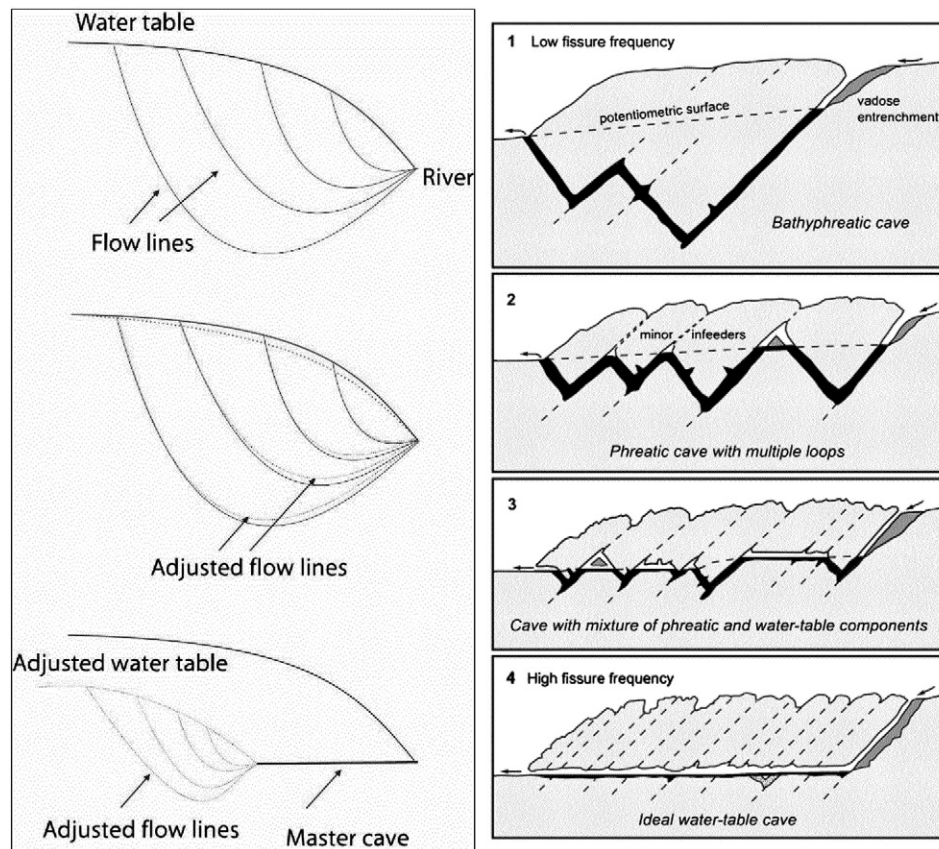 Water table
River
Flow lines
Adjusted flow lines
Adjusted water table
Adjusted flow lines
Master cave
1 Low fissure frequency
potentiometric surface
vadose
entrenchment
Bathyphreatic cave
2
minor infeeders
Phreatic cave with multiple loops
3
Cave with mixture of phreatic and water-table components
4 High fissure frequency
Ideal water-table cave